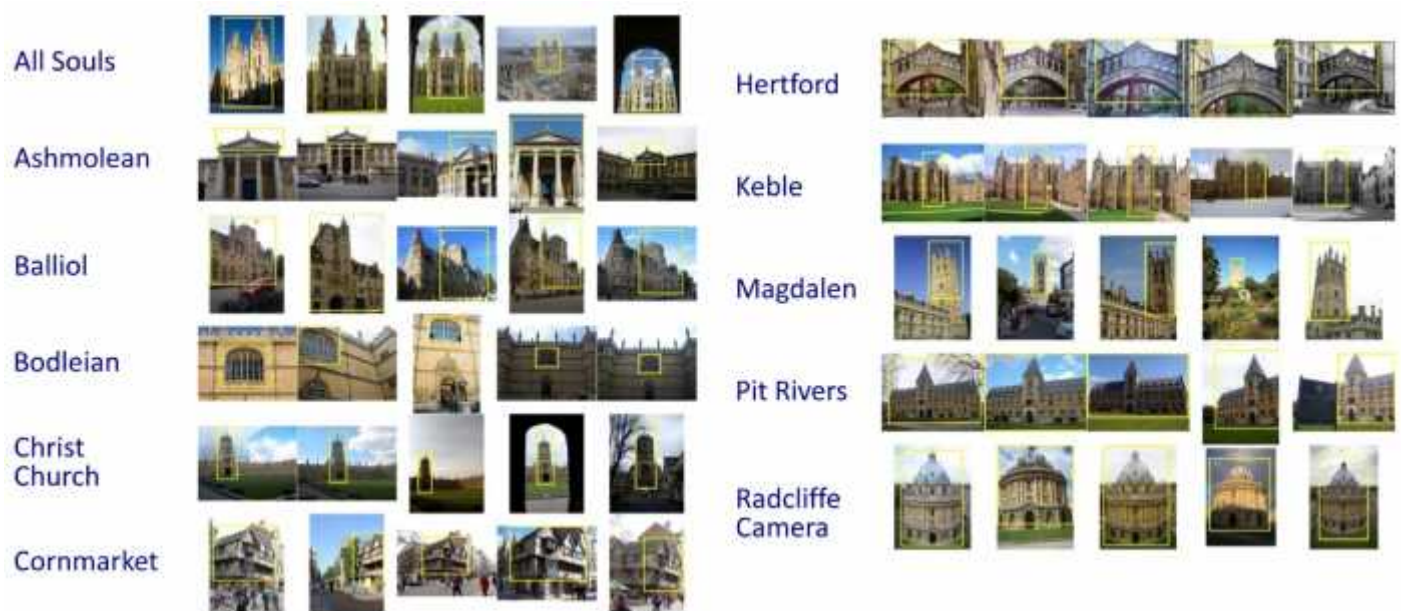 All Souls
Ashmolean
Balliol
Bodleian
Christ
Church
Cornmarket
Hertford
Keble
Magdalen
Pit Rivers
Radcliffe
Camera